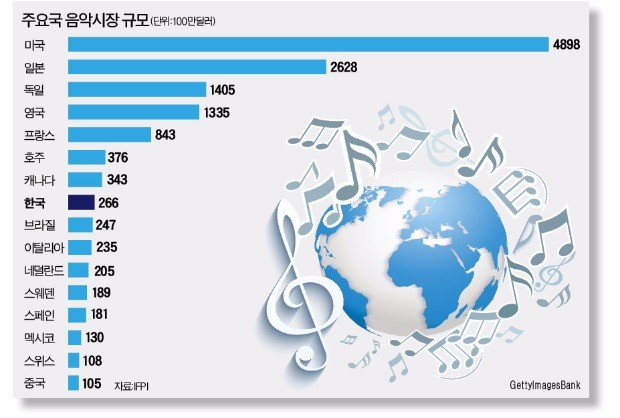 주요국 음악시장 규모 (단위:100만달러)
미국 4898
일본 2628
독일 1405
영국 1335
프랑스 843
호주 376
캐나다 343
한국 266
브라질 247
이탈리아 235
네덜란드 205
스웨덴 189
스페인 181
멕시코 130
스위스 108
중국 105 자료:IFPI
GettyImagesBank